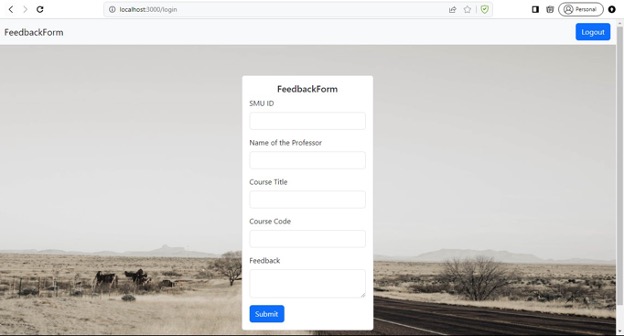 localhost:3000/login
Personal
FeedbackForm
Logout
FeedbackForm
SMU ID
Name of the Professor
Course Title
Course Code
Feedback
Submit